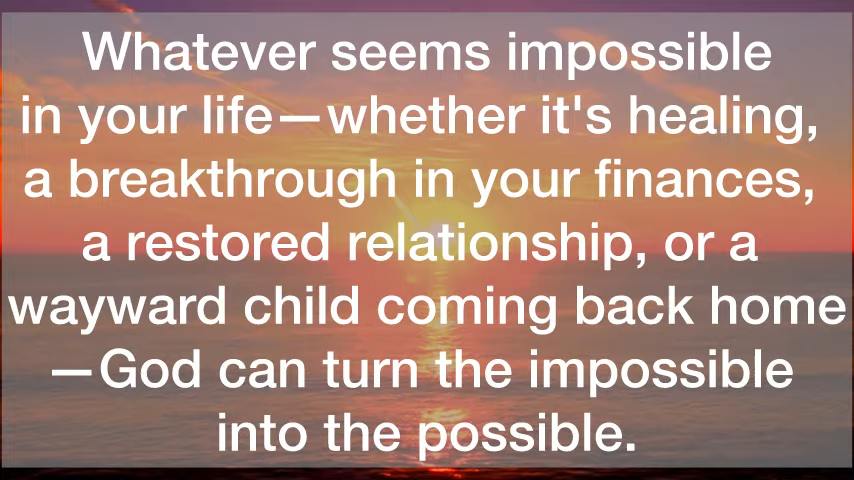 Whatever seems impossible
in your life—whether it's healing,
a breakthrough in your finances,
a restored relationship, or a
wayward child coming back home
—God can turn the impossible
into the possible.